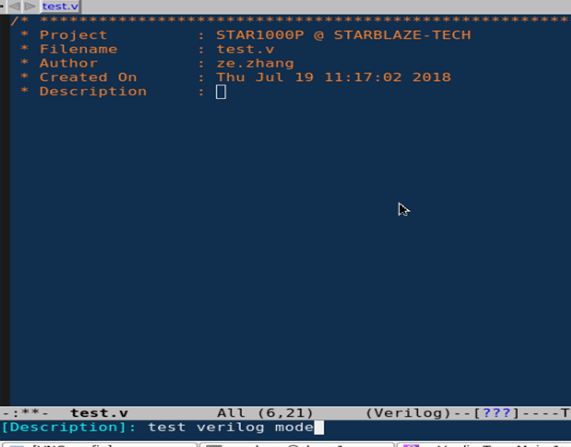 test.v
/* ******************************************************
* Project : STAR1000P @ STARBLAZE-TECH
* Filename : test.v
* Author : ze.zhang
* Created On : Thu Jul 19 11:17:02 2018
* Description :
-:**- test.v All (6,21) (Verilog)--[???]----T
[Description]: test verilog mode